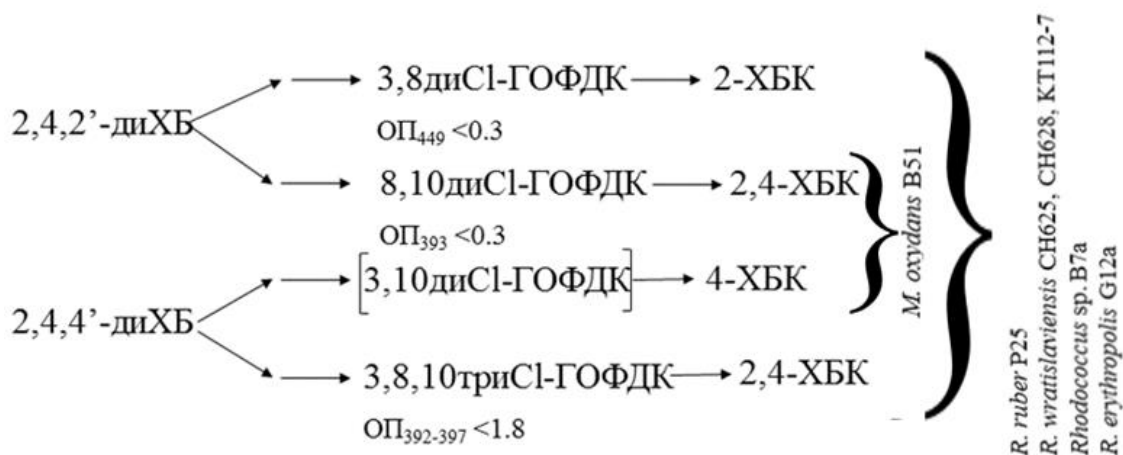 3,8диCl-ГОФДК
2-ХБК
2,4,2’-диХБ
ОП449 <0.3
8,10диCl-ГОФДК
2,4-ХБК
ОП393 <0.3
[3,10диCl-ГОФДК]
4-ХБК
2,4,4’-диХБ
3,8,10триCl-ГОФДК
2,4-ХБК
ОП392-397 <1.8
M. oxydans B51
R. ruber P25
R. wratislaviensis CH625, CH628, KT112-7
Rhodococcus sp. B7a
R. erythropolis G12a